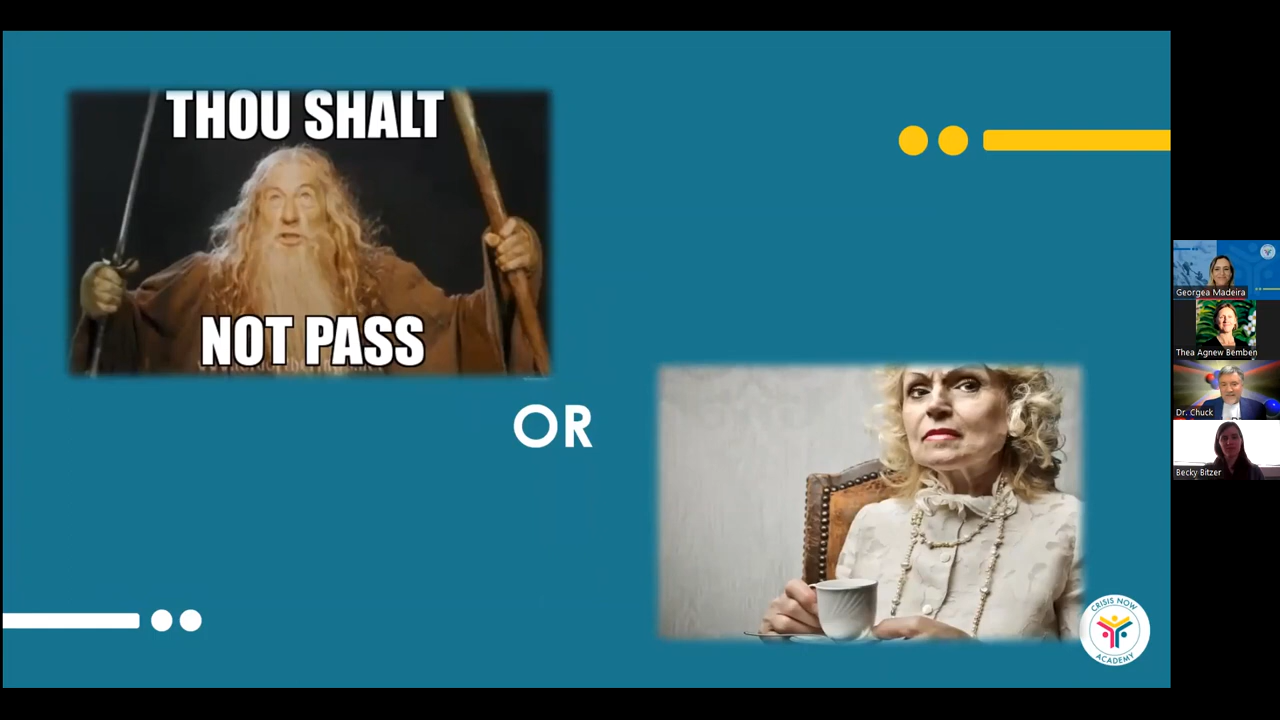 THOU SHALT
NOT PASS
OR
CRISIS NOW
ACADEMY
Georgea Madeira
Thea Agnew Bemben
Dr. Chuck
Becky Bitzer